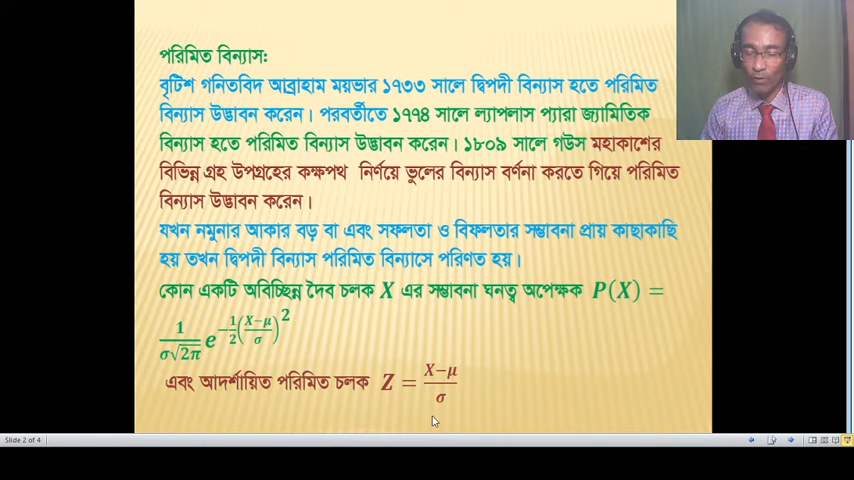 পরিমিত বিন্যাস:
বৃটিশ গনিতবিদ আব্রাহাম ময়ভার ১৭৩৩ সালে দ্বিপদী বিন্যাস হতে পরিমিত
বিন্যাস উদ্ভাবন করেন। পরবর্তীতে ১৭৭৪ সালে ল্যাপলাস প্যারা জ্যামিতিক
বিন্যাস হতে পরিমিত বিন্যাস উদ্ভাবন করেন। ১৮০৯ সালে গউস মহাকাশের
বিভিন্ন গ্রহ উপগ্রহের কক্ষপথ নির্ণয়ে ভুলের বিন্যাস বর্ণনা করতে গিয়ে পরিমিত
বিন্যাস উদ্ভাবন করেন।
যখন নমুনার আকার বড় বা এবং সফলতা ও বিফলতার সম্ভাবনা প্রায় কাছাকাছি
হয় তখন দ্বিপদী বিন্যাস পরিমিত বিন্যাসে পরিণত হয়।
কোন একটি অবিচ্ছিন্ন দৈব চলক X এর সম্ভাবনা ঘনত্ব অপেক্ষক P(X) =
1/(σ√2π) e^(-1/2((X-μ)/σ)^2)
এবং আদর্শায়িত পরিমিত চলক Z = (X-μ)/σ
Slide 2 of 4